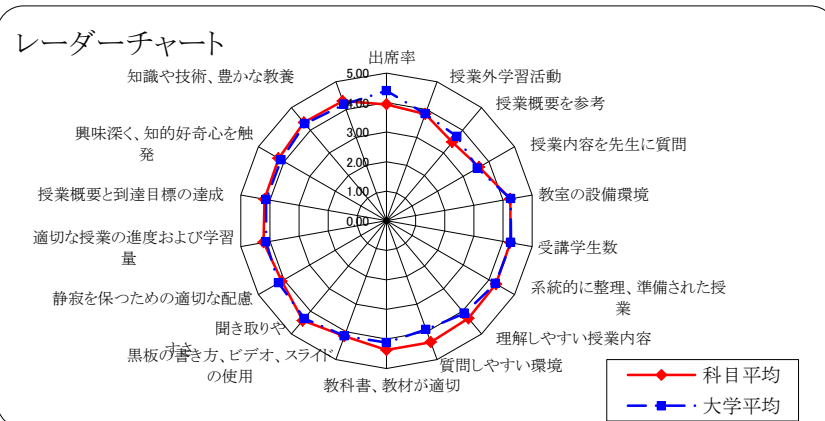 レーダーチャート
出席率
授業外学習活動
授業概要を参考
授業内容を先生に質問
教室の設備環境
受講学生数
系統的に整理、準備された授
業
理解しやすい授業内容
質問しやすい環境
教科書、教材が適切
黒板の書き方、ビデオ、スライド
の使用
聞き取りや
すさ
静寂を保つための適切な配慮
適切な授業の進度および学習
量
授業概要と到達目標の達成
興味深く、知的好奇心を触
発
知識や技術、豊かな教養
5.00
4.00
3.00
2.00
1.00
0.00
科目平均
大学平均